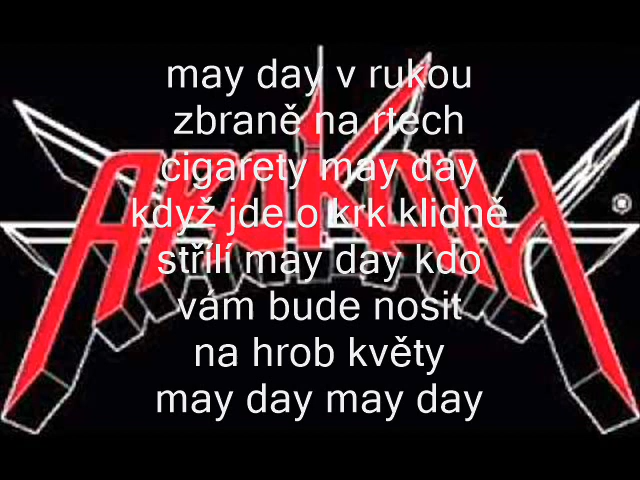 may day v rukou
zbraně na rtech
cigarety may day
když jde o krk klidně
střílí may day kdo
vám bude nosit
na hrob květy
may day may day
ARAKAIN
®